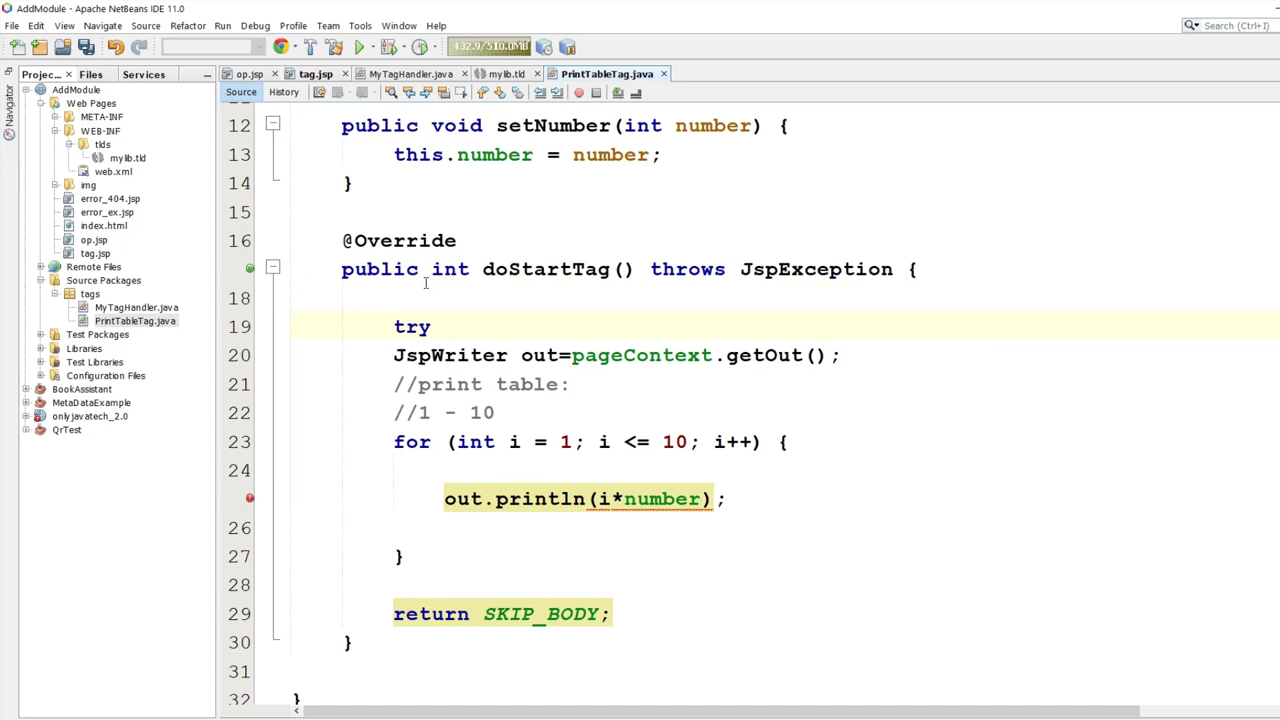 AddModule - Apache NetBeans IDE 11.0
File Edit View Navigate Source Refactor Run Debug Profile Team Tools Window Help
Search (Ctrl+I)
432.9/510.0MB
Projec... Files Services
op.jsp tag.jsp MyTagHandler.java mylib.tld PrintTableTag.java
Source History
Navigator
AddModule
Web Pages
META-INF
WEB-INF
tlds
mylib.tld
web.xml
img
error_404.jsp
error_ex.jsp
index.html
op.jsp
tag.jsp
Remote Files
Source Packages
tags
MyTagHandler.java
PrintTableTag.java
Test Packages
Libraries
Test Libraries
Configuration Files
BookAssistant
MetaDataExample
onlyjavatech_2.0
QrTest
12 public void setNumber(int number) {
13 this.number = number;
14 }
15
16 @Override
public int doStartTag() throws JspException {
18
19 try
20 JspWriter out=pageContext.getOut();
21 //print table:
22 //1 - 10
23 for (int i = 1; i <= 10; i++) {
24
out.println(i*number);
26
27 }
28
29 return SKIP_BODY;
30 }
31
32 }